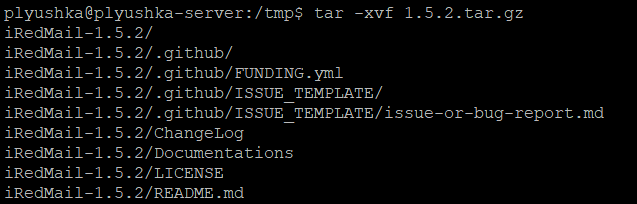 plyushka@plyushka-server:/tmp$ tar -xvf 1.5.2.tar.gz
iRedMail-1.5.2/
iRedMail-1.5.2/.github/
iRedMail-1.5.2/.github/FUNDING.yml
iRedMail-1.5.2/.github/ISSUE_TEMPLATE/
iRedMail-1.5.2/.github/ISSUE_TEMPLATE/issue-or-bug-report.md
iRedMail-1.5.2/ChangeLog
iRedMail-1.5.2/Documentations
iRedMail-1.5.2/LICENSE
iRedMail-1.5.2/README.md